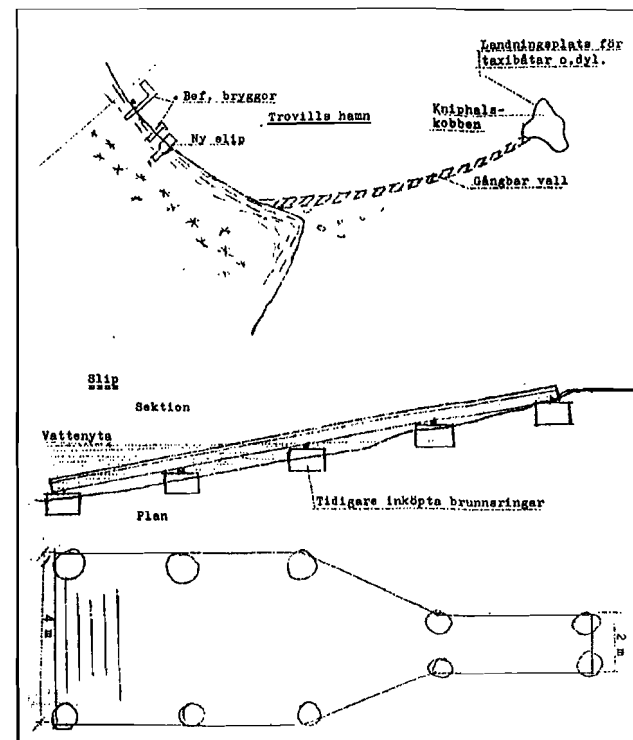 Landningsplats för
taxibåtar o,dyl.
Kniphals-
kobben
Bef, bryggor
Trovills hamn
Ny slip
Gångbar vall
Slip
Sektion
Vattenyta
Tidigare inköpta brunnsringar
Plan
4 m
2 m